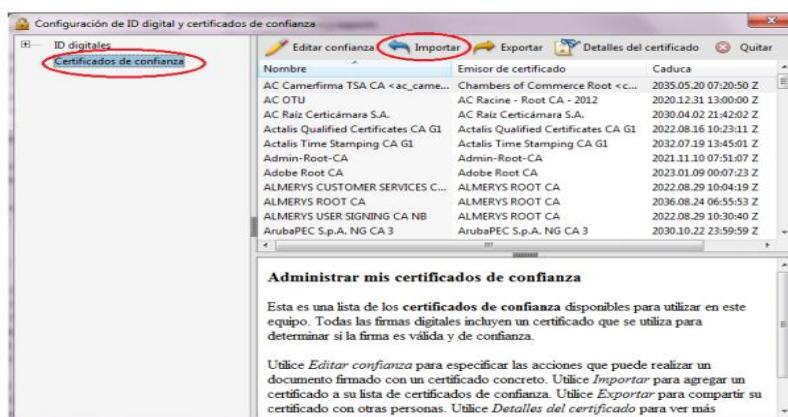 Configuración de ID digital y certificados de confianza
ID digitales
Certificados de confianza
Editar confianza Importar Exportar Detalles del certificado Quitar
Nombre Emisor de certificado Caduca
AC Camerfirma TSA CA <ac_came... Chambers of Commerce Root <c... 2035.05.20 07:20:50 Z
AC OTU AC Racine - Root CA - 2012 2020.12.31 13:00:00 Z
AC Raíz Certicámara S.A. AC Raíz Certicámara S.A. 2030.04.02 21:42:02 Z
Actalis Qualified Certificates CA G1 Actalis Qualified Certificates CA G1 2022.08.16 10:23:11 Z
Actalis Time Stamping CA G1 Actalis Time Stamping CA G1 2032.07.19 13:45:01 Z
Admin-Root-CA Admin-Root-CA 2021.11.10 07:51:07 Z
Adobe Root CA Adobe Root CA 2023.01.09 00:07:23 Z
ALMERYS CUSTOMER SERVICES C... ALMERYS ROOT CA 2022.08.29 10:04:19 Z
ALMERYS ROOT CA ALMERYS ROOT CA 2036.08.24 06:55:53 Z
ALMERYS USER SIGNING CA NB ALMERYS ROOT CA 2022.08.29 10:30:40 Z
ArubaPEC S.p.A. NG CA 3 ArubaPEC S.p.A. NG CA 3 2030.10.22 23:59:59 Z
Administrar mis certificados de confianza
Esta es una lista de los certificados de confianza disponibles para utilizar en este
equipo. Todas las firmas digitales incluyen un certificado que se utiliza para
determinar si la firma es válida y de confianza.
Utilice Editar confianza para especificar las acciones que puede realizar un
documento firmado con un certificado concreto. Utilice Importar para agregar un
certificado a su lista de certificados de confianza. Utilice Exportar para compartir su
certificado con otras personas. Utilice Detalles del certificado para ver más